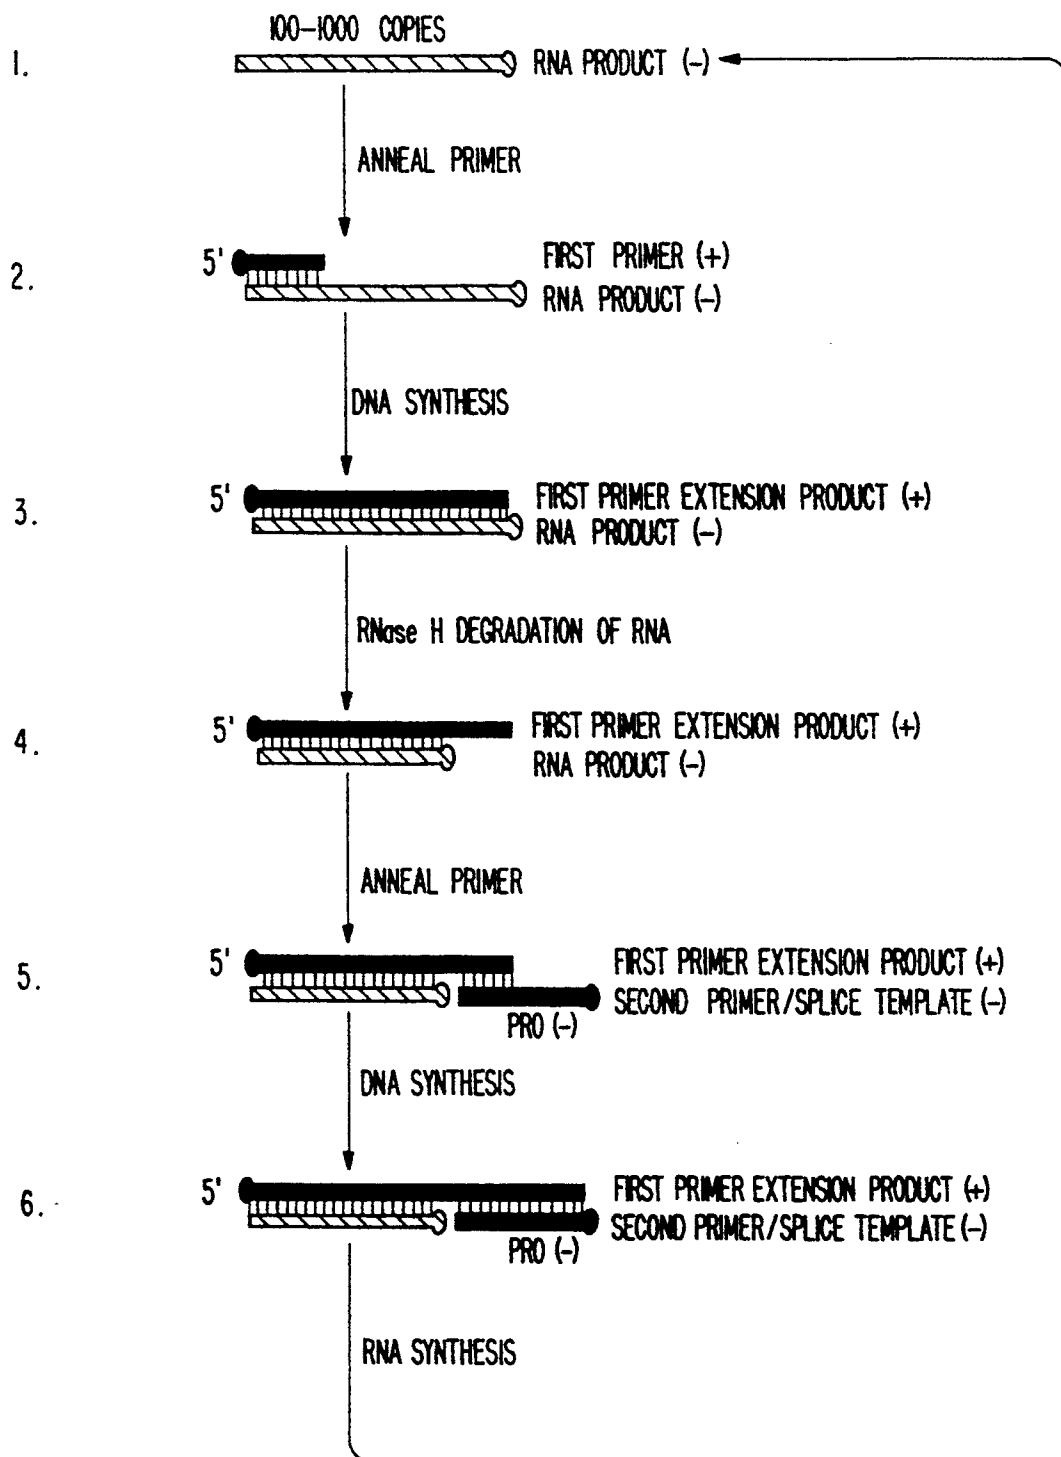 100-1000 COPIES
1. RNA PRODUCT (-)
ANNEAL PRIMER
5' FIRST PRIMER (+)
2. RNA PRODUCT (-)
DNA SYNTHESIS
5' FIRST PRIMER EXTENSION PRODUCT (+)
3. RNA PRODUCT (-)
RNase H DEGRADATION OF RNA
5' FIRST PRIMER EXTENSION PRODUCT (+)
4. RNA PRODUCT (-)
ANNEAL PRIMER
5' FIRST PRIMER EXTENSION PRODUCT (+)
5. SECOND PRIMER/SPLICE TEMPLATE (-)
PRO (-)
DNA SYNTHESIS
5' FIRST PRIMER EXTENSION PRODUCT (+)
6. SECOND PRIMER/SPLICE TEMPLATE (-)
PRO (-)
RNA SYNTHESIS